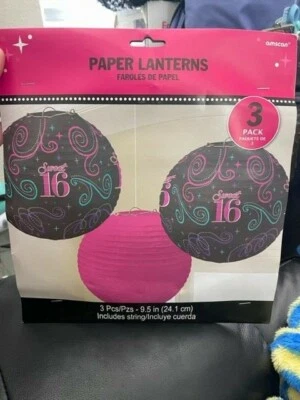 amscan
PAPER LANTERNS
FAROLES DE PAPEL
3
PACK
PAQUETE DE
Sweet
16
Sweet
16
3 Pcs/Pzs - 9.5 in (24.1 cm)
Includes string/Incluye cuerda